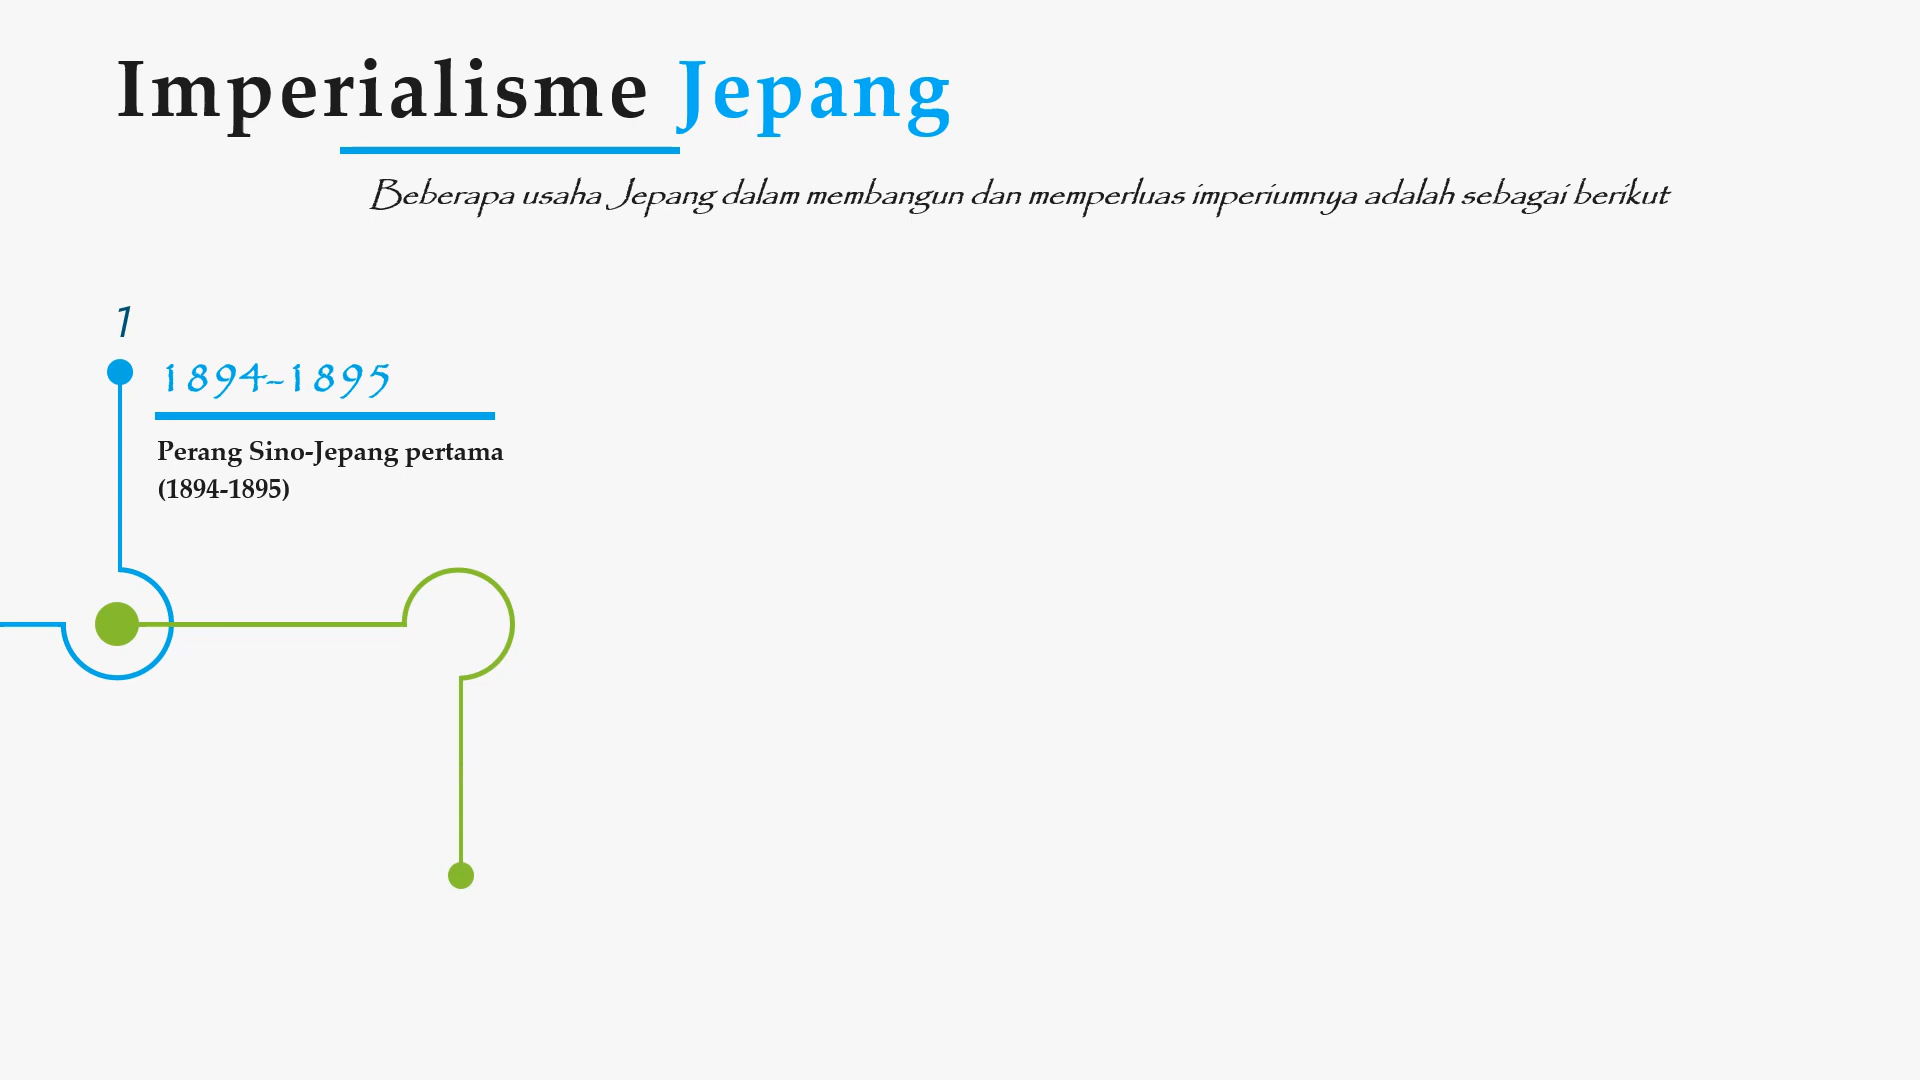 Imperialisme Jepang
Beberapa usaha Jepang dalam membangun dan memperluas imperiumnya adalah sebagai berikut
1
1894-1895
Perang Sino-Jepang pertama
(1894-1895)